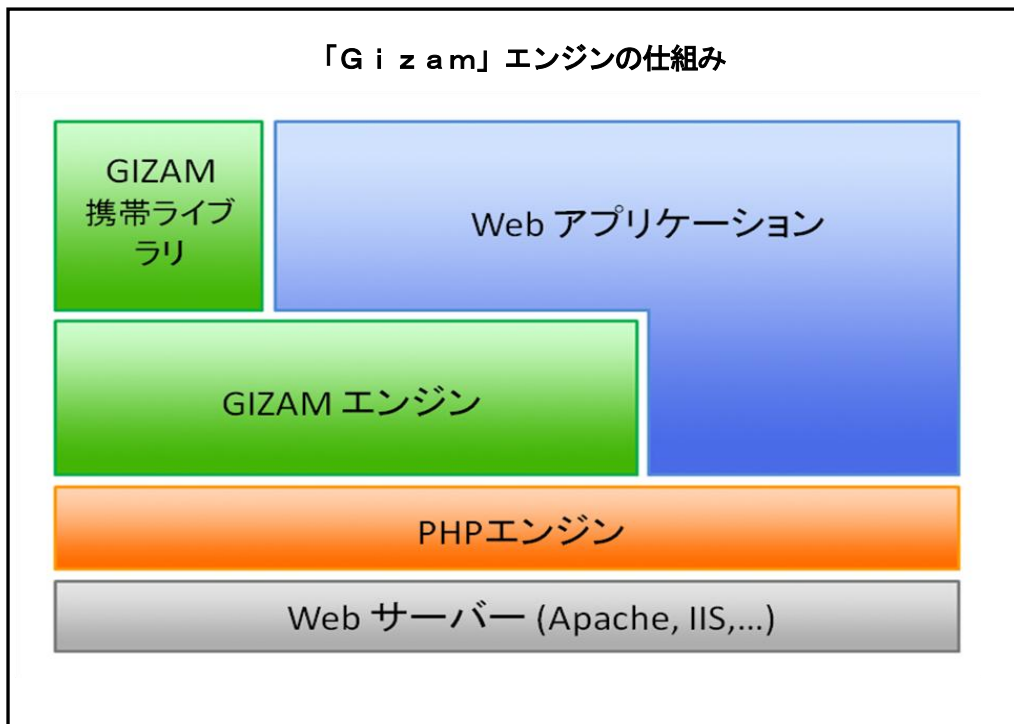 「Ｇｉｚａｍ」エンジンの仕組み
GIZAM
携帯ライブ
ラリ
Web アプリケーション
GIZAM エンジン
PHPエンジン
Web サーバー (Apache, IIS,...)